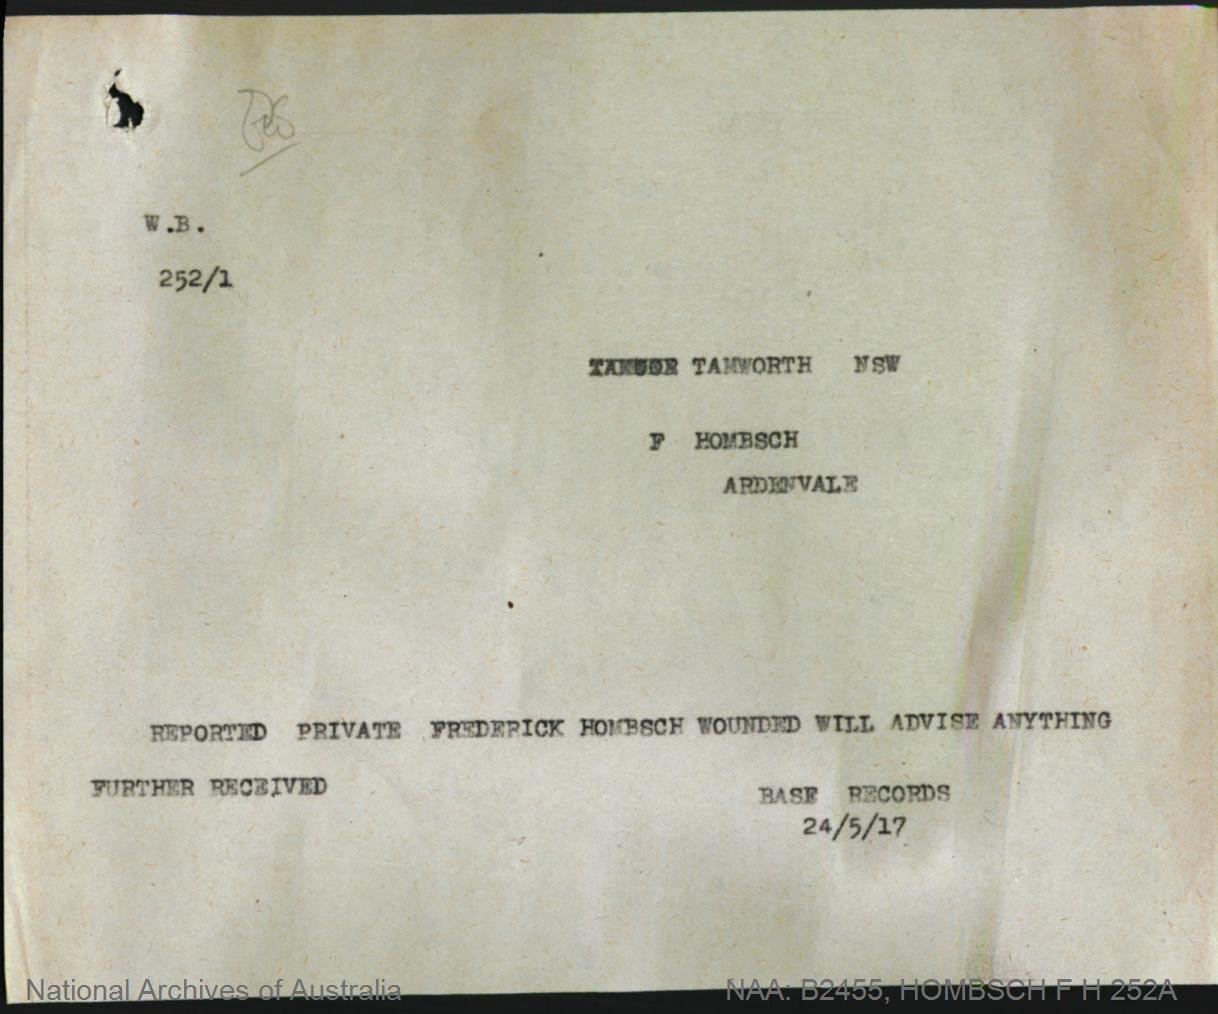 W.B.
252/1
TAMWORTH NSW
F HOMBSCH
ARDENVALE
REPORTED PRIVATE FREDERICK HOMBSCH WOUNDED WILL ADVISE ANYTHING
FURTHER RECEIVED
BASE RECORDS
24/5/17
National Archives of Australia
NAA: B2455, HOMBSCH F H 252A